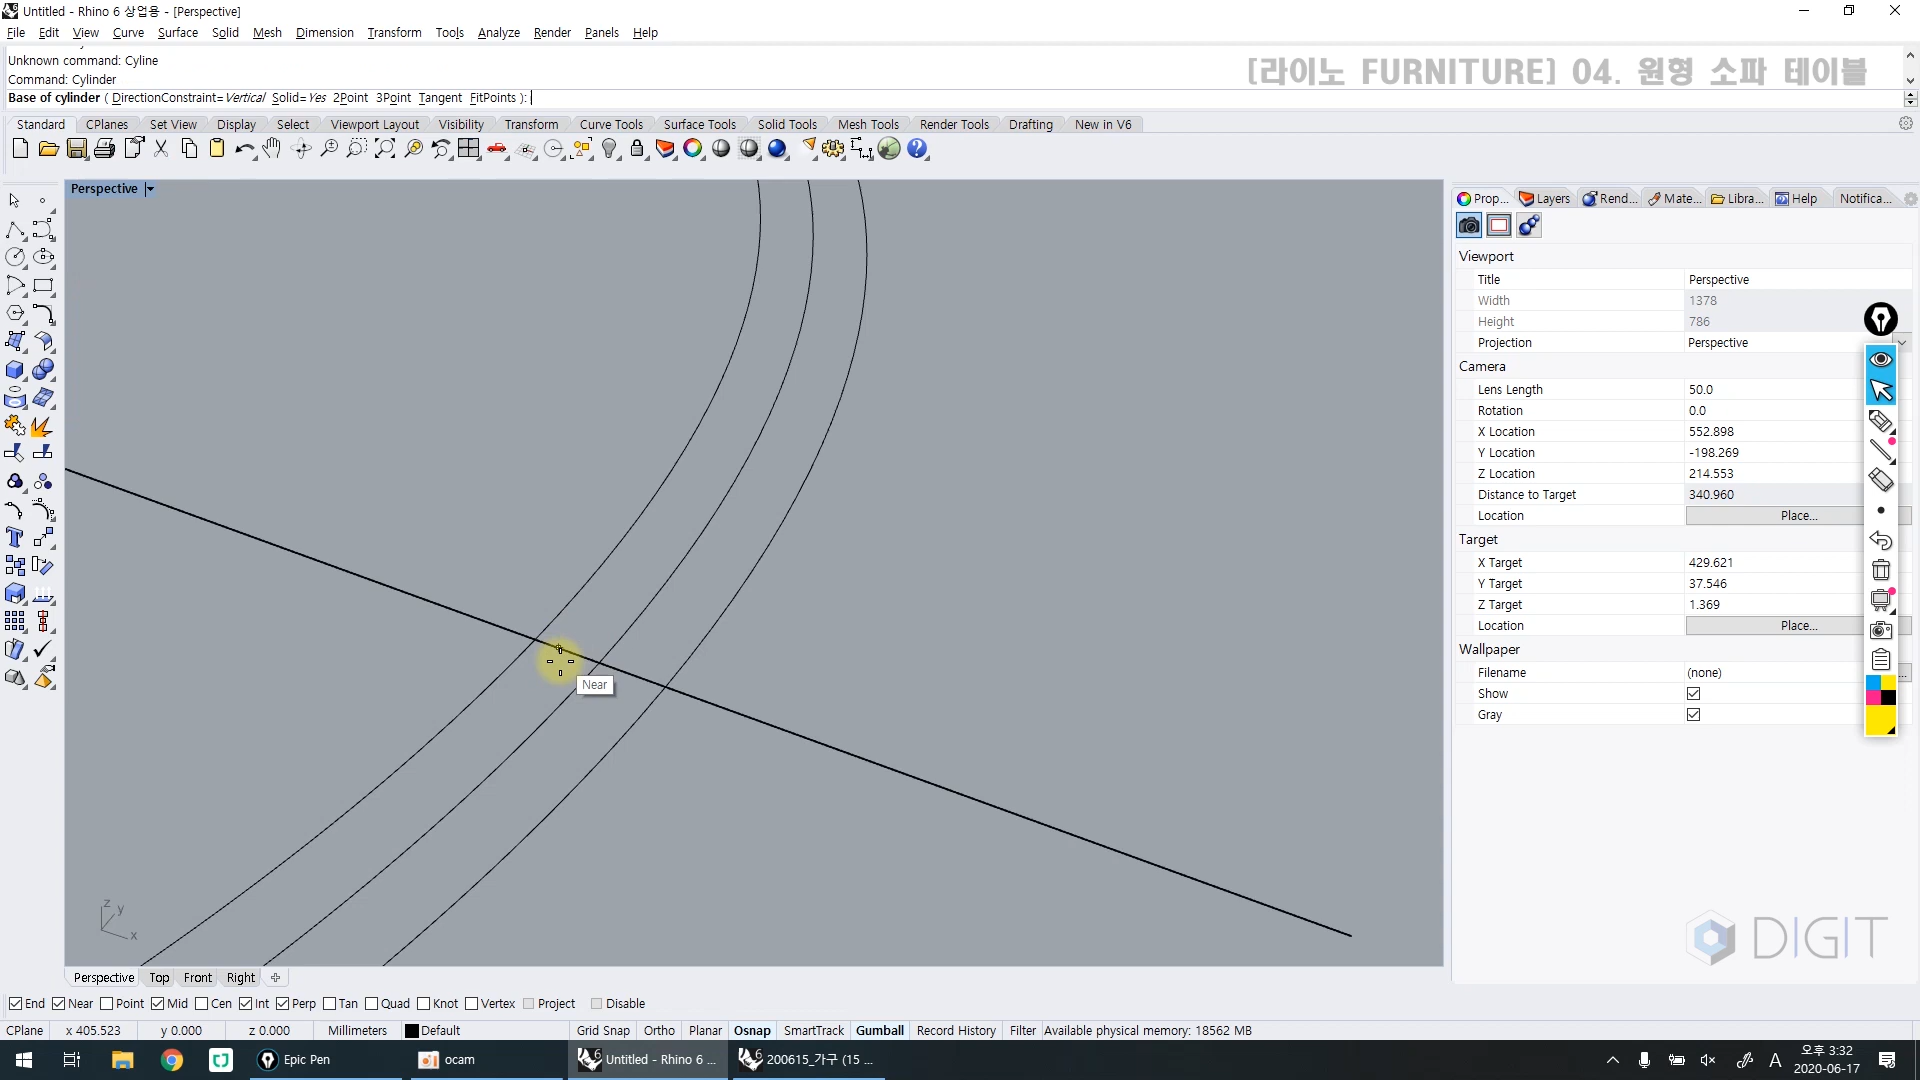 Untitled - Rhino 6 상업용 - [Perspective]
File Edit View Curve Surface Solid Mesh Dimension Transform Tools Analyze Render Panels Help
Unknown command: Cyline
Command: Cylinder
[라이노 FURNITURE] 04. 원형 소파 테이블
Base of cylinder ( DirectionConstraint=Vertical Solid=Yes 2Point 3Point Tangent FitPoints ):
Standard CPlanes Set View Display Select Viewport Layout Visibility Transform Curve Tools Surface Tools Solid Tools Mesh Tools Render Tools Drafting New in V6
Perspective
Prop... Layers Rend... Mate... Libra... Help Notifica...
Viewport
Title Perspective
Width 1378
Height 786
Projection Perspective
Camera
Lens Length 50.0
Rotation 0.0
X Location 552.898
Y Location -198.269
Z Location 214.553
Distance to Target 340.960
Location Place...
Target
X Target 429.621
Y Target 37.546
Z Target 1.369
Location Place...
Wallpaper
Filename (none)
Show
Gray
Near
z y
x
DIGIT
Perspective Top Front Right
End Near Point Mid Cen Int Perp Tan Quad Knot Vertex Project Disable
CPlane x 405.523 y 0.000 z 0.000 Millimeters Default Grid Snap Ortho Planar Osnap SmartTrack Gumball Record History Filter Available physical memory: 18562 MB
Epic Pen ocam Untitled - Rhino 6 ... 200615_가구 (15 ... A 오후 3:32
2020-06-17